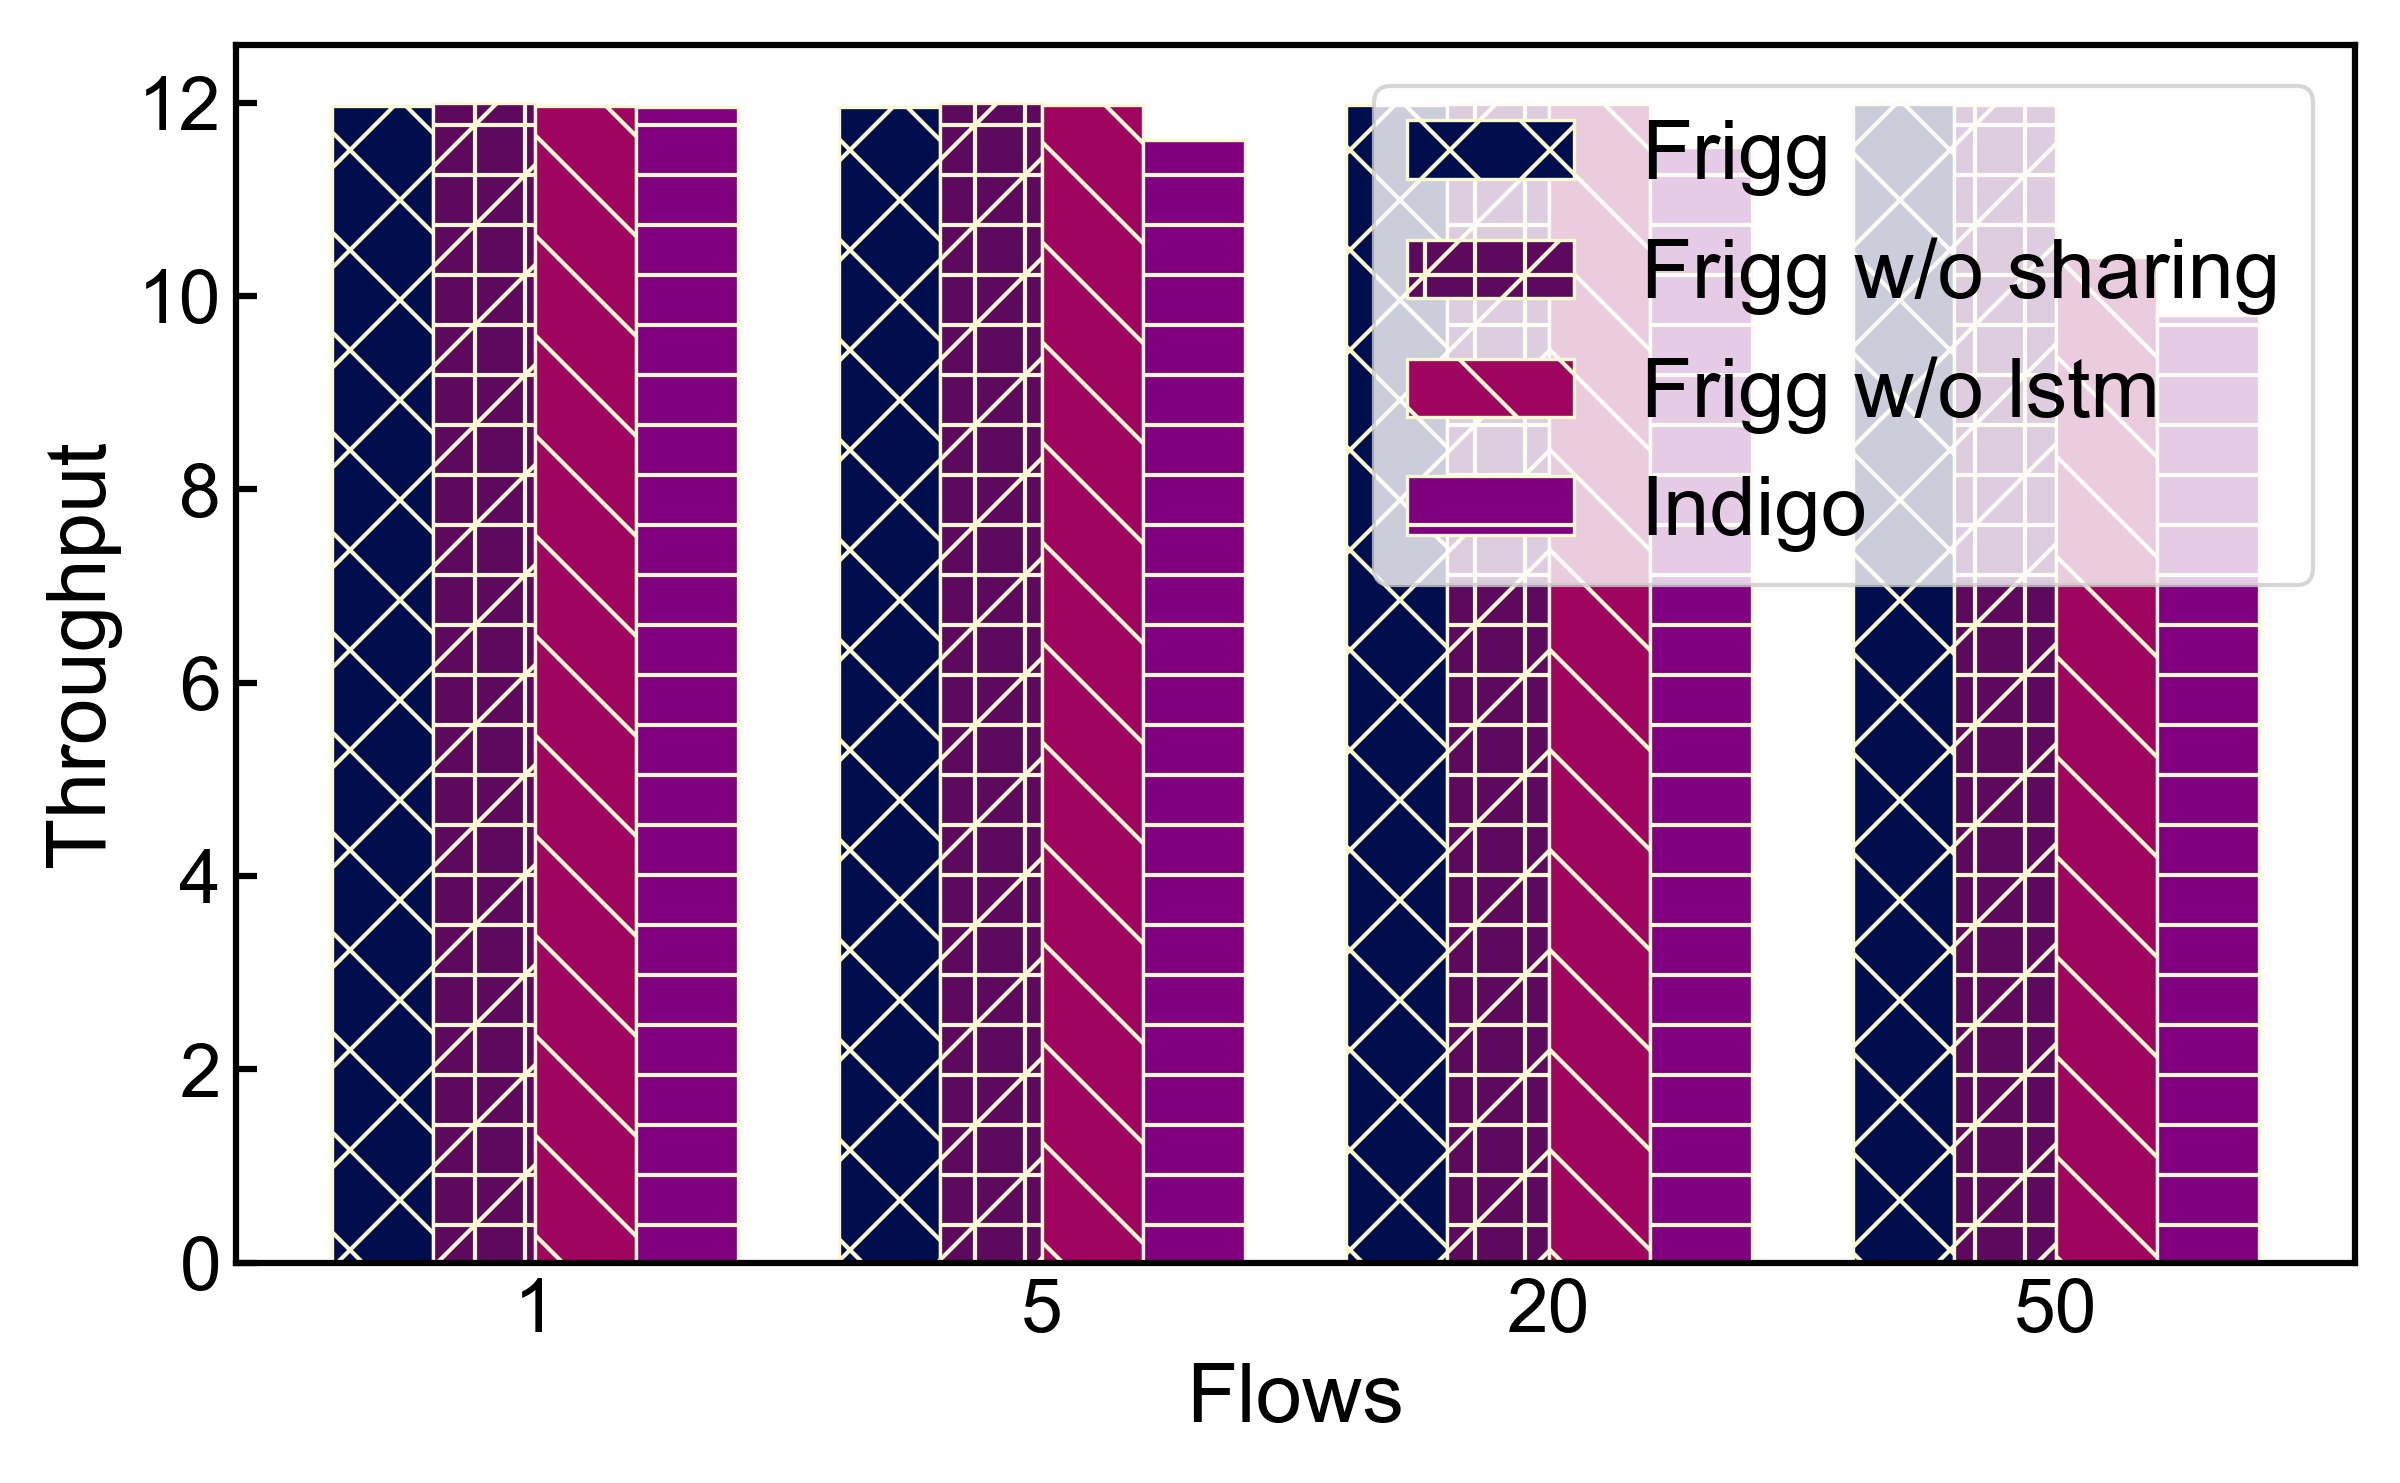 Throughput
12
10
8
6
4
2
0
Frigg
Frigg w/o sharing
Frigg w/o lstm
Indigo
1 5 20 50
Flows